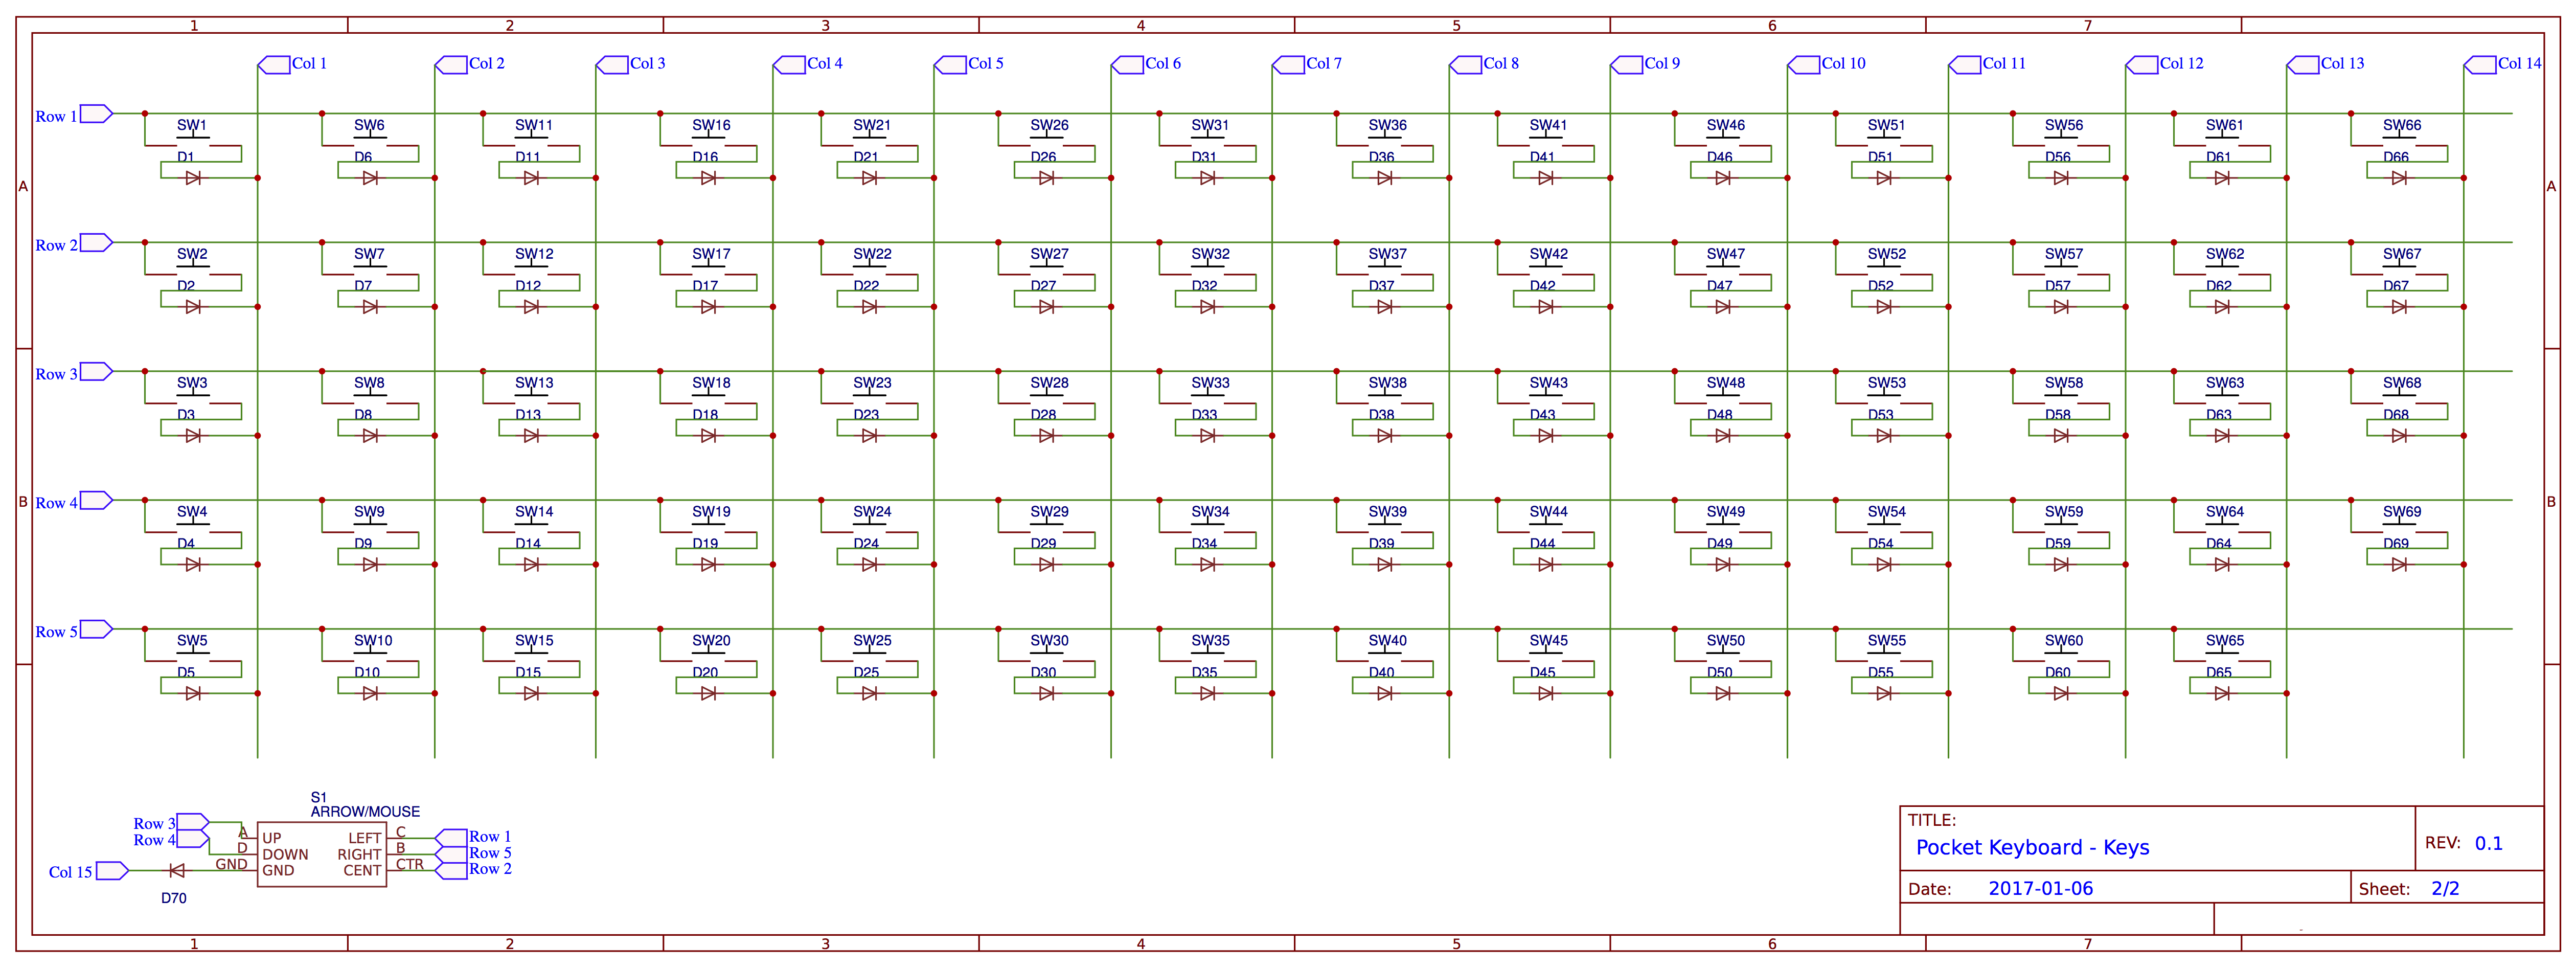 1 2 3 4 5 6 7
Col 1 Col 2 Col 3 Col 4 Col 5 Col 6 Col 7 Col 8 Col 9 Col 10 Col 11 Col 12 Col 13 Col 14
Row 1
SW1 SW6 SW11 SW16 SW21 SW26 SW31 SW36 SW41 SW46 SW51 SW56 SW61 SW66
D1 D6 D11 D16 D21 D26 D31 D36 D41 D46 D51 D56 D61 D66
A A
Row 2
SW2 SW7 SW12 SW17 SW22 SW27 SW32 SW37 SW42 SW47 SW52 SW57 SW62 SW67
D2 D7 D12 D17 D22 D27 D32 D37 D42 D47 D52 D57 D62 D67
Row 3
SW3 SW8 SW13 SW18 SW23 SW28 SW33 SW38 SW43 SW48 SW53 SW58 SW63 SW68
D3 D8 D13 D18 D23 D28 D33 D38 D43 D48 D53 D58 D63 D68
B Row 4 B
SW4 SW9 SW14 SW19 SW24 SW29 SW34 SW39 SW44 SW49 SW54 SW59 SW64 SW69
D4 D9 D14 D19 D24 D29 D34 D39 D44 D49 D54 D59 D64 D69
Row 5
SW5 SW10 SW15 SW20 SW25 SW30 SW35 SW40 SW45 SW50 SW55 SW60 SW65
D5 D10 D15 D20 D25 D30 D35 D40 D45 D50 D55 D60 D65
S1
ARROW/MOUSE
Row 3 A UP LEFT C Row 1
Row 4 D DOWN RIGHT B Row 5
Col 15 GND GND CENT CTR Row 2
D70
TITLE:
Pocket Keyboard - Keys
REV: 0.1
Date: 2017-01-06
Sheet: 2/2
1 2 3 4 5 6 7